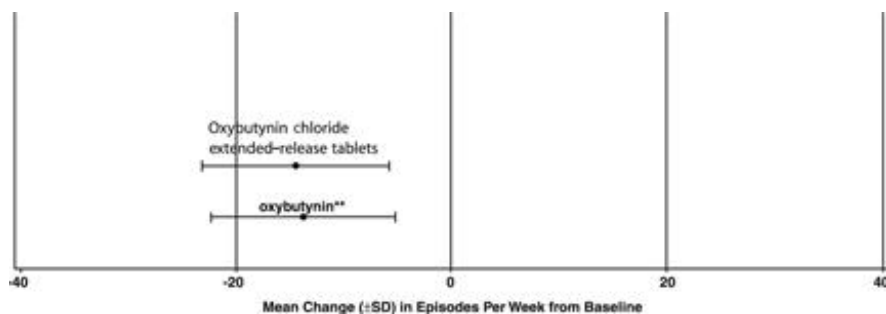 Oxybutynin chloride
extended-release tablets
oxybutynin**
-40 -20 0 20 40
Mean Change (±SD) in Episodes Per Week from Baseline